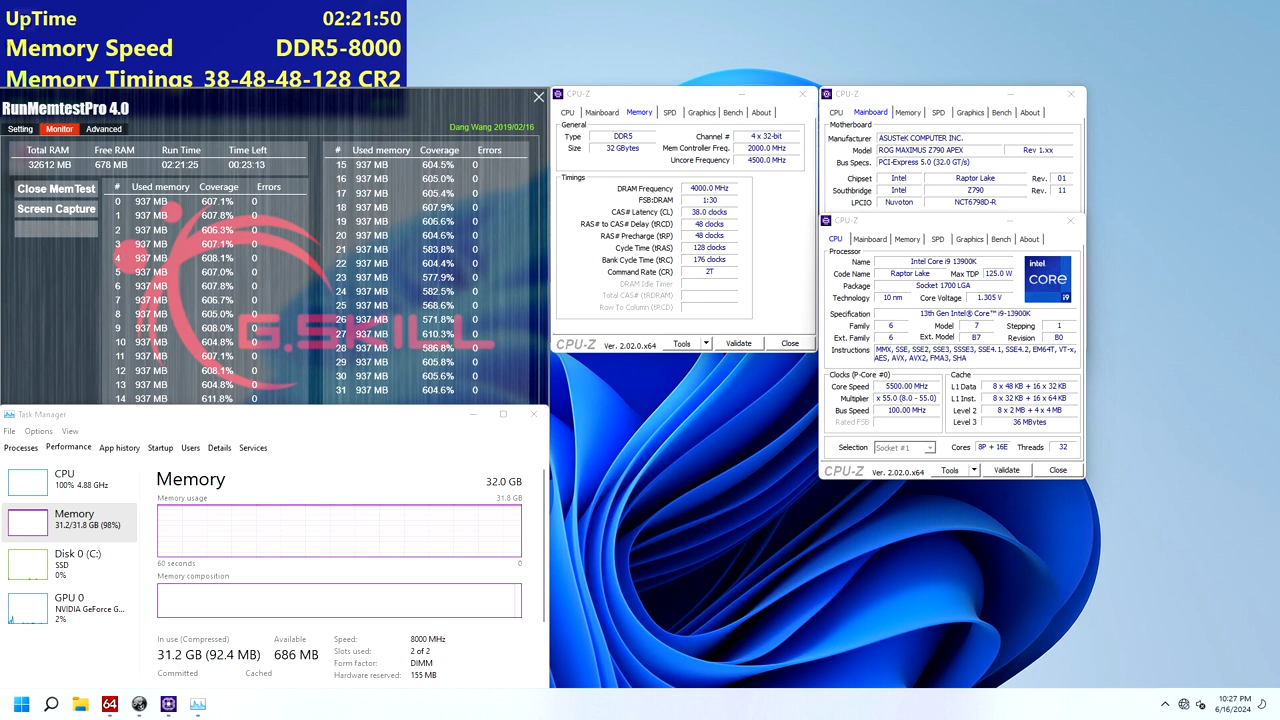 UpTime 02:21:50
Memory Speed DDR5-8000
Memory Timings 38-48-48-128 CR2
RunMemtestPro 4.0
Setting Monitor Advanced
Dang Wang 2019/02/16
Total RAM Free RAM Run Time Time Left
32612 MB 678 MB 02:21:25 00:23:13
Close MemTest
Screen Capture
# Used memory Coverage Errors
0 937 MB 607.1% 0
1 937 MB 607.8% 0
2 937 MB 605.3% 0
3 937 MB 607.1% 0
4 937 MB 608.1% 0
5 937 MB 607.0% 0
6 937 MB 607.8% 0
7 937 MB 606.7% 0
8 937 MB 605.0% 0
9 937 MB 608.0% 0
10 937 MB 604.8% 0
11 937 MB 607.1% 0
12 937 MB 608.1% 0
13 937 MB 604.8% 0
14 937 MB 611.8% 0
# Used memory Coverage Errors
15 937 MB 604.5% 0
16 937 MB 605.0% 0
17 937 MB 605.4% 0
18 937 MB 607.9% 0
19 937 MB 606.6% 0
20 937 MB 604.6% 0
21 937 MB 583.8% 0
22 937 MB 604.4% 0
23 937 MB 577.9% 0
24 937 MB 582.5% 0
25 937 MB 568.6% 0
26 937 MB 571.8% 0
27 937 MB 610.3% 0
28 937 MB 586.8% 0
29 937 MB 605.8% 0
30 937 MB 605.6% 0
31 937 MB 604.6% 0
G.SKILL
CPU-Z
CPU Mainboard Memory SPD Graphics Bench About
General
Type DDR5 Channel # 4 x 32-bit
Size 32 GBytes Mem Controller Freq. 2000.0 MHz
Uncore Frequency 4500.0 MHz
Timings
DRAM Frequency 4000.0 MHz
FSB:DRAM 1:30
CAS# Latency (CL) 38.0 clocks
RAS# to CAS# Delay (tRCD) 48 clocks
RAS# Precharge (tRP) 48 clocks
Cycle Time (tRAS) 128 clocks
Bank Cycle Time (tRC) 176 clocks
Command Rate (CR) 2T
DRAM Idle Timer
Total CAS# (tRDRAM)
Row To Column (tRCD)
CPU-Z Ver. 2.02.0.x64 Tools Validate Close
CPU-Z
CPU Mainboard Memory SPD Graphics Bench About
Motherboard
Manufacturer ASUSTeK COMPUTER INC.
Model ROG MAXIMUS Z790 APEX Rev 1.xx
Bus Specs. PCI-Express 5.0 (32.0 GT/s)
Chipset Intel Raptor Lake Rev. 01
Southbridge Intel Z790 Rev. 11
LPCIO Nuvoton NCT6798D-R
CPU-Z
CPU Mainboard Memory SPD Graphics Bench About
Processor
Name Intel Core i9 13900K
Code Name Raptor Lake Max TDP 125.0 W
Package Socket 1700 LGA
Technology 10 nm Core Voltage 1.305 V
intel
CORE
i9
Specification 13th Gen Intel® Core™ i9-13900K
Family 6 Model 7 Stepping 1
Ext. Family 6 Ext. Model B7 Revision B0
Instructions MMX, SSE, SSE2, SSE3, SSSE3, SSE4.1, SSE4.2, EM64T, VT-x,
AES, AVX, AVX2, FMA3, SHA
Clocks (P-Core #0)
Core Speed 5500.00 MHz
Multiplier x 55.0 (8.0 - 55.0)
Bus Speed 100.00 MHz
Rated FSB
Cache
L1 Data 8 x 48 KB + 16 x 32 KB
L1 Inst. 8 x 32 KB + 16 x 64 KB
Level 2 8 x 2 MB + 4 x 4 MB
Level 3 36 MBytes
Selection Socket #1 Cores 8P + 16E Threads 32
CPU-Z Ver. 2.02.0.x64 Tools Validate Close
Task Manager
File Options View
Processes Performance App history Startup Users Details Services
CPU
100% 4.88 GHz
Memory
31.2/31.8 GB (98%)
Disk 0 (C:)
SSD
0%
GPU 0
NVIDIA GeForce G...
2%
Memory 32.0 GB
Memory usage 31.8 GB
60 seconds 0
Memory composition
In use (Compressed) Available
31.2 GB (92.4 MB) 686 MB
Committed Cached
Speed: 8000 MHz
Slots used: 2 of 2
Form factor: DIMM
Hardware reserved: 155 MB
64
10:27 PM
6/16/2024